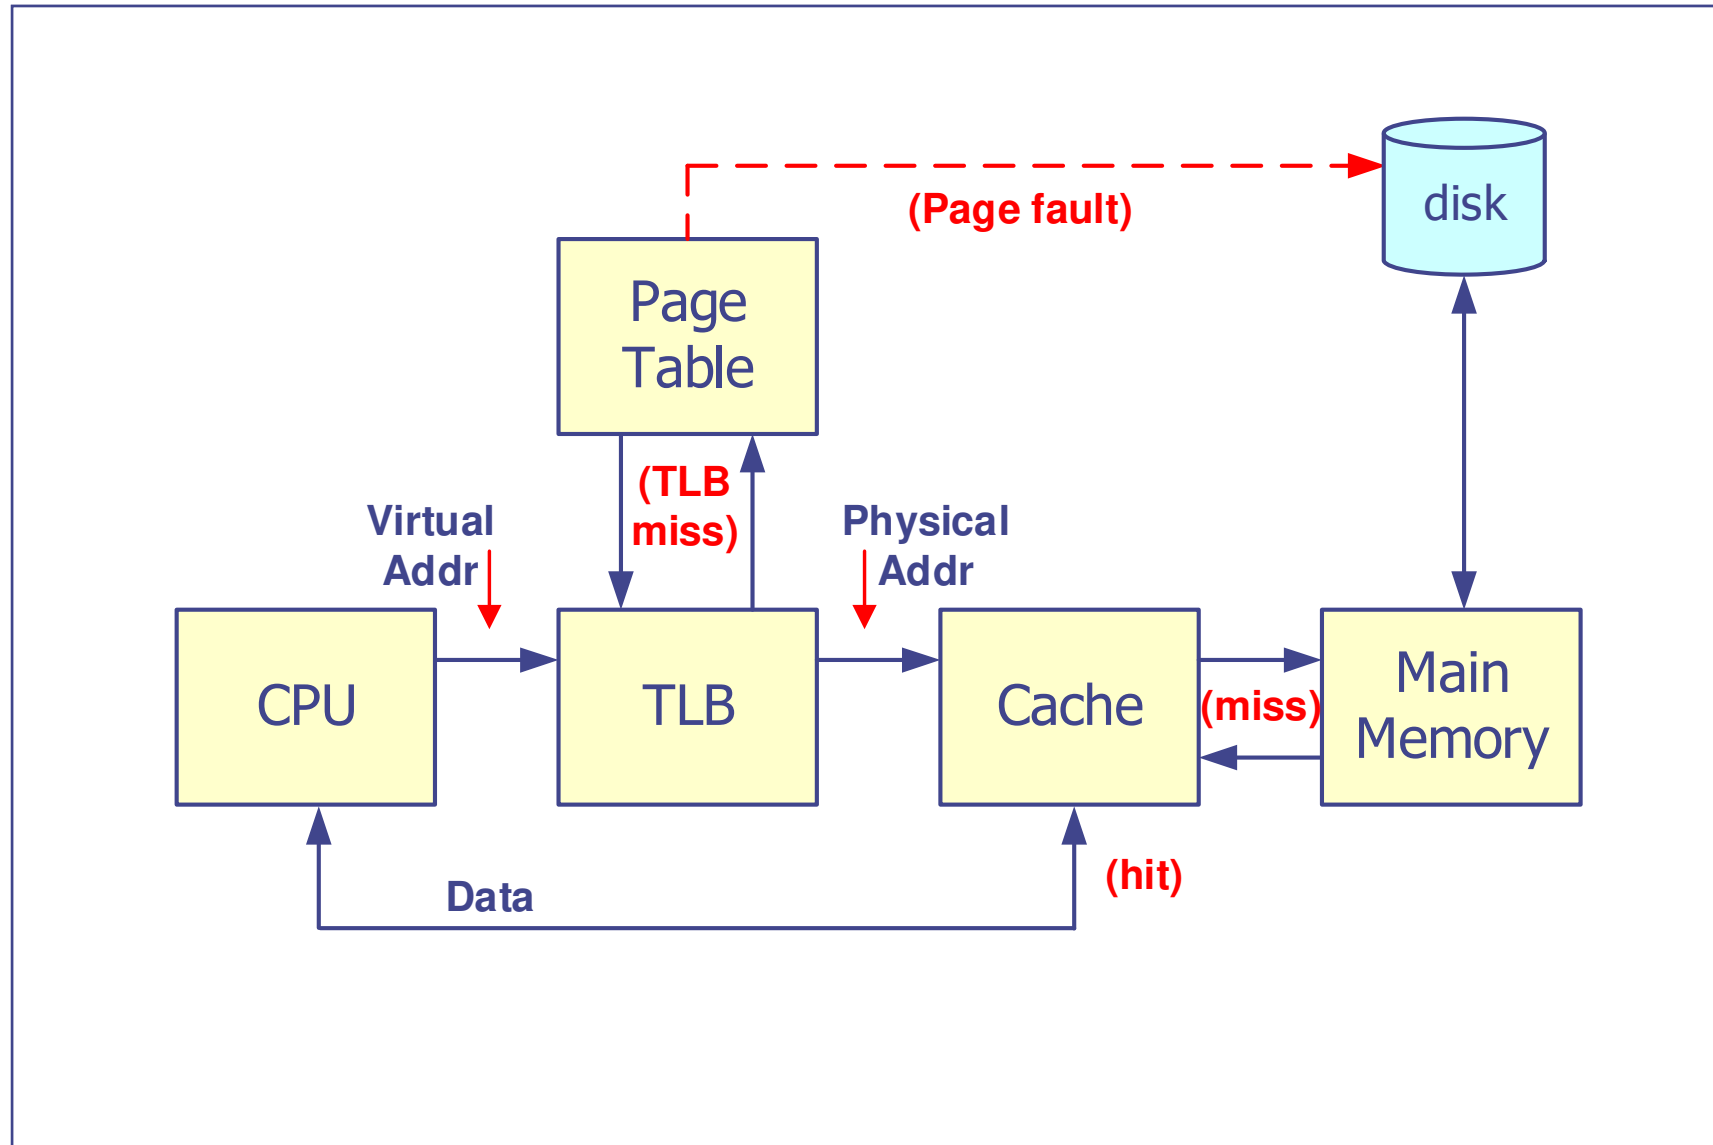 disk
(Page fault)
Page
Table
(TLB
miss)
Virtual
Addr
Physical
Addr
CPU
TLB
Cache
(miss)
Main
Memory
Data
(hit)